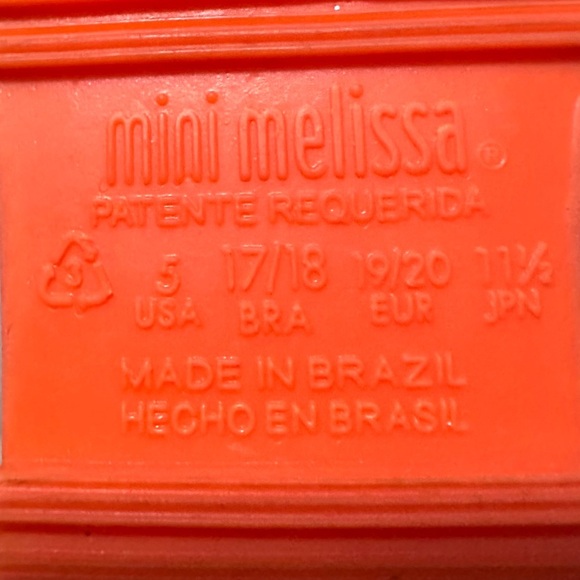 mini melissa®
PATENTE REQUERIDA
3 5 17/18 19/20 11½
USA BRA EUR JPN
MADE IN BRAZIL
HECHO EN BRASIL